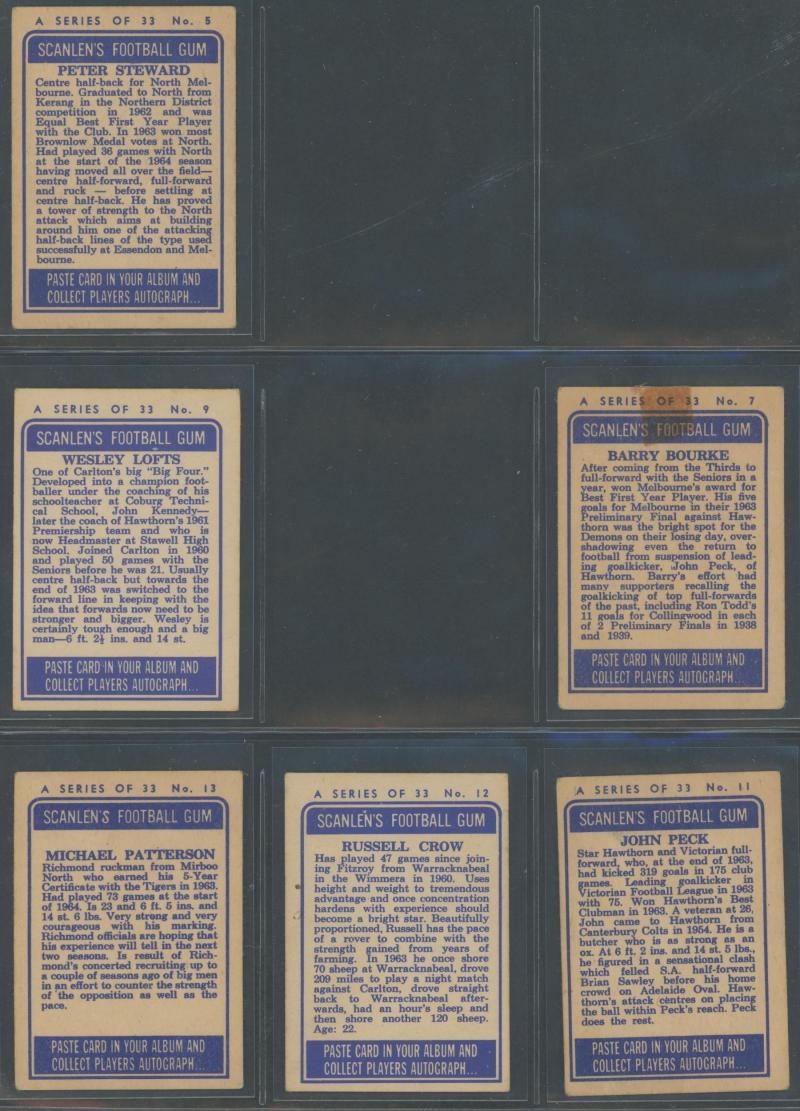 A SERIES OF 33 No. 5
SCANLEN'S FOOTBALL GUM
PETER STEWARD
Centre half-back for North Mel-
bourne. Graduated to North from
Kerang in the Northern District
competition in 1962 and was
Equal Best First Year Player
with the Club. In 1963 won most
Brownlow Medal votes at North.
Had played 36 games with North
at the start of the 1964 season
having moved all over the field—
centre half-forward, full-forward
and ruck — before settling at
centre half-back. He has proved
a tower of strength to the North
attack which aims at building
around him one of the attacking
half-back lines of the type used
successfully at Essendon and Mel-
bourne.
PASTE CARD IN YOUR ALBUM AND
COLLECT PLAYERS AUTOGRAPH...
A SERIES OF 33 No. 9
SCANLEN'S FOOTBALL GUM
WESLEY LOFTS
One of Carlton's big "Big Four."
Developed into a champion foot-
baller under the coaching of his
schoolteacher at Coburg Techni-
cal School, John Kennedy—
later the coach of Hawthorn's 1961
Premiership team and who is
now Headmaster at Stawell High
School. Joined Carlton in 1960
and played 50 games with the
Seniors before he was 21. Usually
centre half-back but towards the
end of 1963 was switched to the
forward line in keeping with the
idea that forwards now need to be
stronger and bigger. Wesley is
certainly tough enough and a big
man—6 ft. 2½ ins. and 14 st.
PASTE CARD IN YOUR ALBUM AND
COLLECT PLAYERS AUTOGRAPH...
A SERIES OF 33 No. 7
SCANLEN'S FOOTBALL GUM
BARRY BOURKE
After coming from the Thirds to
full-forward with the Seniors in a
year, won Melbourne's award for
Best First Year Player. His five
goals for Melbourne in their 1963
Preliminary Final against Haw-
thorn was the bright spot for the
Demons on their losing day, over-
shadowing even the return to
football from suspension of lead-
ing goalkicker, John Peck, of
Hawthorn. Barry's effort had
many supporters recalling the
goalkicking of top full-forwards
of the past, including Ron Todd's
11 goals for Collingwood in each
of 2 Preliminary Finals in 1938
and 1939.
PASTE CARD IN YOUR ALBUM AND
COLLECT PLAYERS AUTOGRAPH...
A SERIES OF 33 No. 13
SCANLEN'S FOOTBALL GUM
MICHAEL PATTERSON
Richmond ruckman from Mirboo
North who earned his 5-Year
Certificate with the Tigers in 1963.
Had played 73 games at the start
of 1964. Is 23 and 6 ft. 5 ins. and
14 st. 6 lbs. Very strong and very
courageous with his marking.
Richmond officials are hoping that
his experience will tell in the next
two seasons. Is result of Rich-
mond's concerted recruiting up to
a couple of seasons ago of big men
in an effort to counter the strength
of the opposition as well as the
pace.
PASTE CARD IN YOUR ALBUM AND
COLLECT PLAYERS AUTOGRAPH...
A SERIES OF 33 No. 12
SCANLEN'S FOOTBALL GUM
RUSSELL CROW
Has played 47 games since join-
ing Fitzroy from Warracknabeal
in the Wimmera in 1960. Uses
height and weight to tremendous
advantage and once concentration
hardens with experience should
become a bright star. Beautifully
proportioned, Russell has the pace
of a rover to combine with the
strength gained from years of
farming. In 1963 he once shore
70 sheep at Warracknabeal, drove
209 miles to play a night match
against Carlton, drove straight
back to Warracknabeal after-
wards, had an hour's sleep and
then shore another 120 sheep.
Age: 22.
PASTE CARD IN YOUR ALBUM AND
COLLECT PLAYERS AUTOGRAPH...
A SERIES OF 33 No. 11
SCANLEN'S FOOTBALL GUM
JOHN PECK
Star Hawthorn and Victorian full-
forward, who, at the end of 1963,
had kicked 319 goals in 175 club
games. Leading goalkicker in
Victorian Football League in 1963
with 75. Won Hawthorn's Best
Clubman in 1963. A veteran at 26,
John came to Hawthorn from
Canterbury Colts in 1954. He is a
butcher who is as strong as an
ox. At 6 ft. 2 ins. and 14 st. 5 lbs.,
he figured in a sensational clash
which felled S.A. half-forward
Brian Sawley before his home
crowd on Adelaide Oval. Haw-
thorn's attack centres on placing
the ball within Peck's reach. Peck
does the rest.
PASTE CARD IN YOUR ALBUM AND
COLLECT PLAYERS AUTOGRAPH...